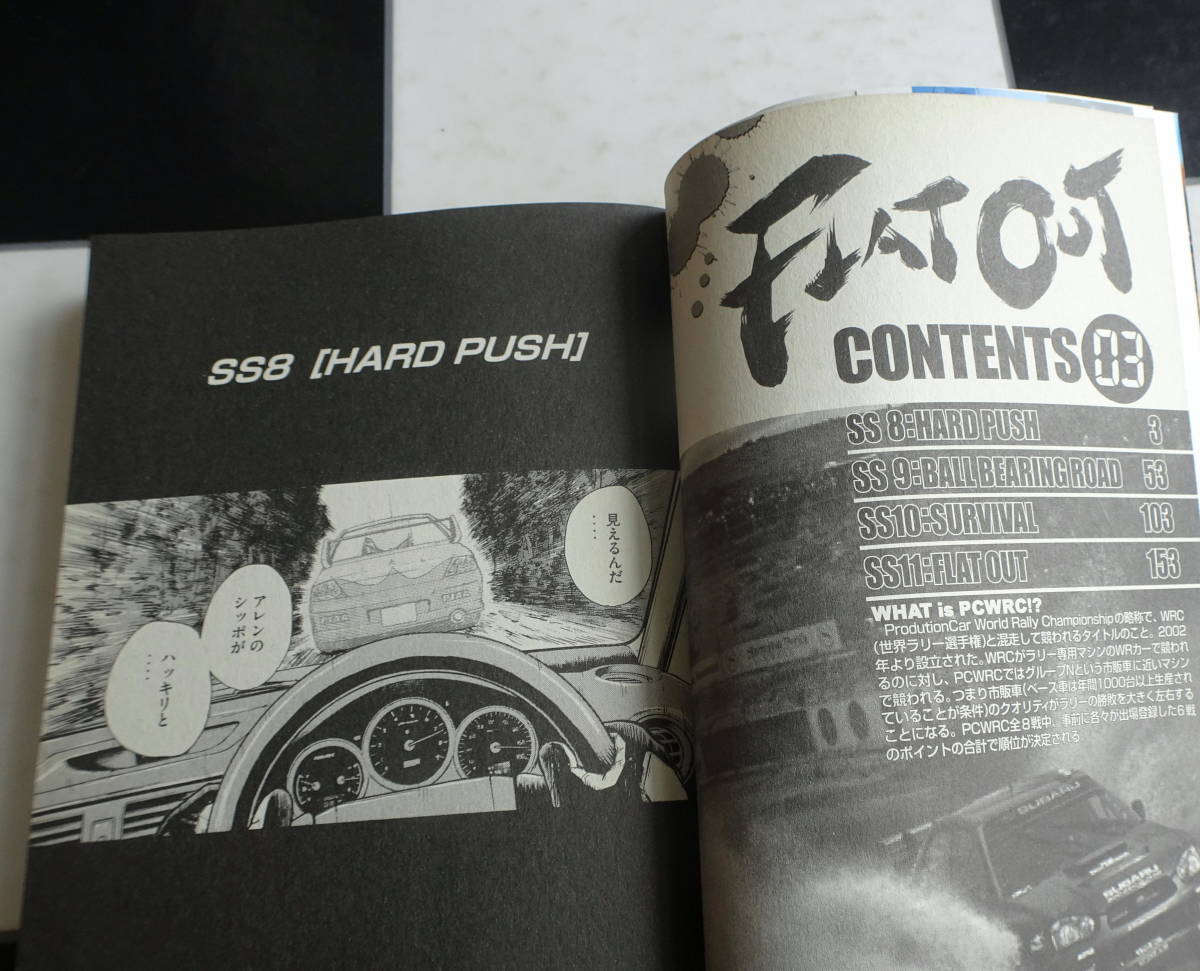 SS8 [HARD PUSH]
見えるんだ
‥‥
アレンの
シッポが
ハッキリと
‥‥
FLAT OUT
CONTENTS 03
SS 8:HARD PUSH 3
SS 9:BALL BEARING ROAD 53
SS10:SURVIVAL 103
SS11:FLAT OUT 153
WHAT is PCWRC!?
ProdutionCar World Rally Championshipの略称で、WRC
(世界ラリー選手権)と混走して競われるタイトルのこと。2002
年より設立された。WRCがラリー専用マシンのWRカーで競われ
るのに対し、PCWRCではグループNという市販車に近いマシン
で競われる。つまり市販車(ベース車は年間1000台以上生産され
ていることが条件)のクオリティがラリーの勝敗を大きく左右する
ことになる。PCWRC全8戦中、事前に各々が出場登録した6戦
のポイントの合計で順位が決定される
SUBARU
SUBARU